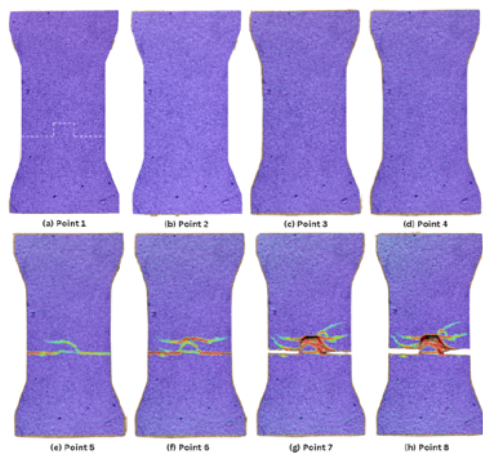 (a) Point 1
(b) Point 2
(c) Point 3
(d) Point 4
(e) Point 5
(f) Point 6
(g) Point 7
(h) Point 8